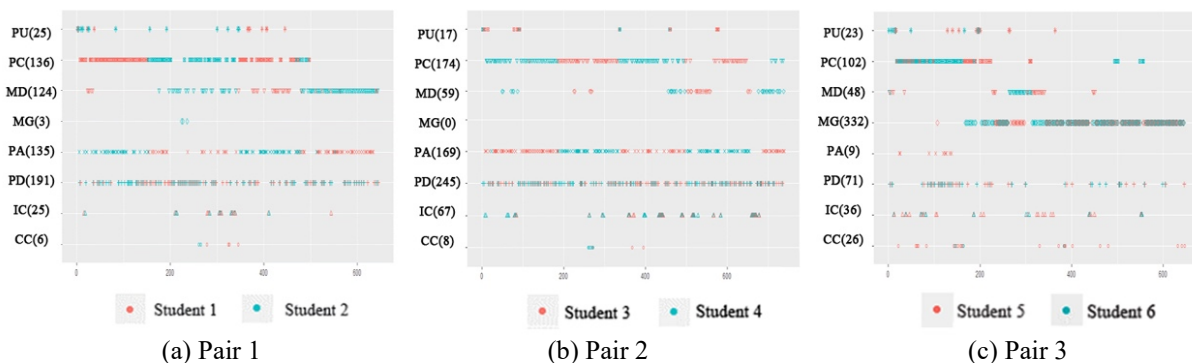 PU(25)
PC(136)
MD(124)
MG(3)
PA(135)
PD(191)
IC(25)
CC(6)
0 200 400 600
Student 1 Student 2
(a) Pair 1
PU(17)
PC(174)
MD(59)
MG(0)
PA(169)
PD(245)
IC(67)
CC(8)
0 200 400 600
Student 3 Student 4
(b) Pair 2
PU(23)
PC(102)
MD(48)
MG(332)
PA(9)
PD(71)
IC(36)
CC(26)
0 200 400 600
Student 5 Student 6
(c) Pair 3